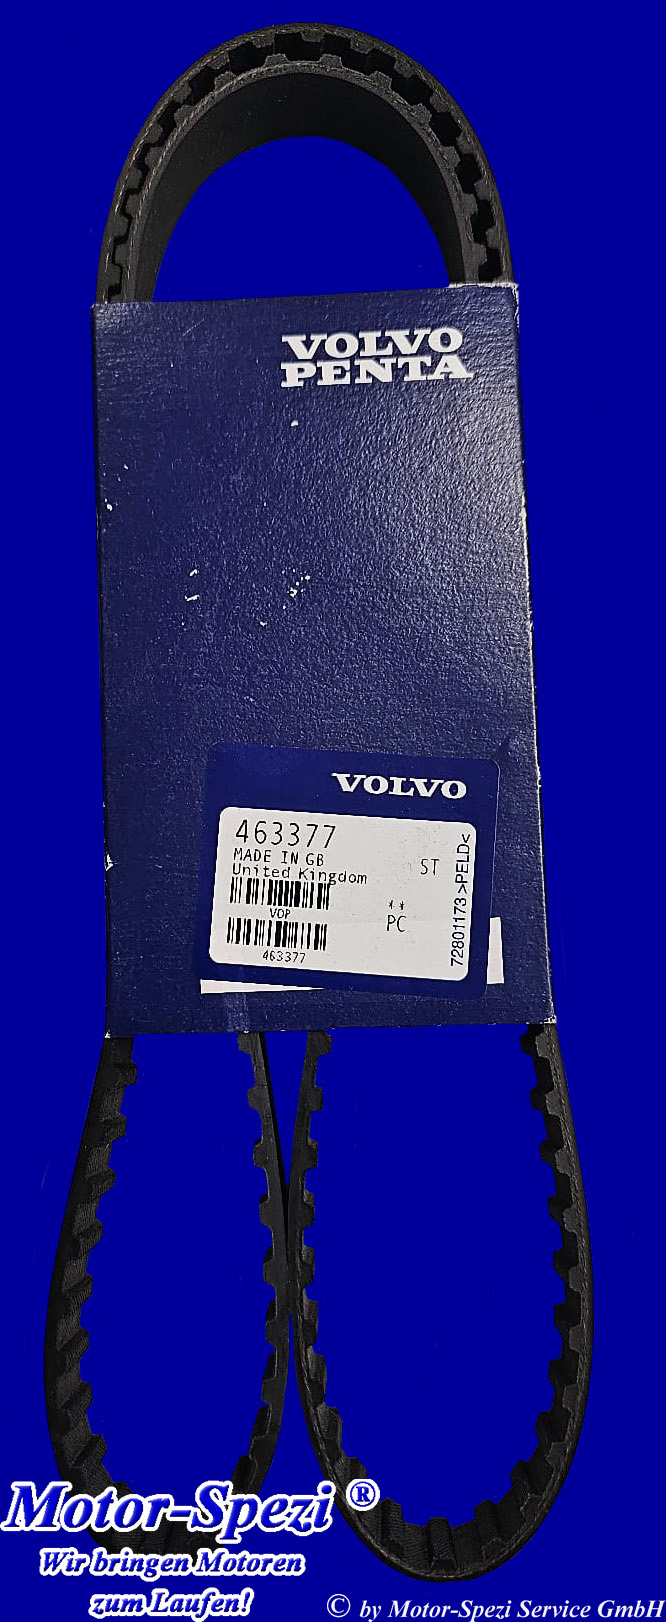 VOLVO
PENTA
VOLVO
463377
MADE IN GB
United Kingdom
ST
VOP
**
PC
463377
72801173 >PELD<
Motor-Spezi ®
Wir bringen Motoren
zum Laufen!
© by Motor-Spezi Service GmbH